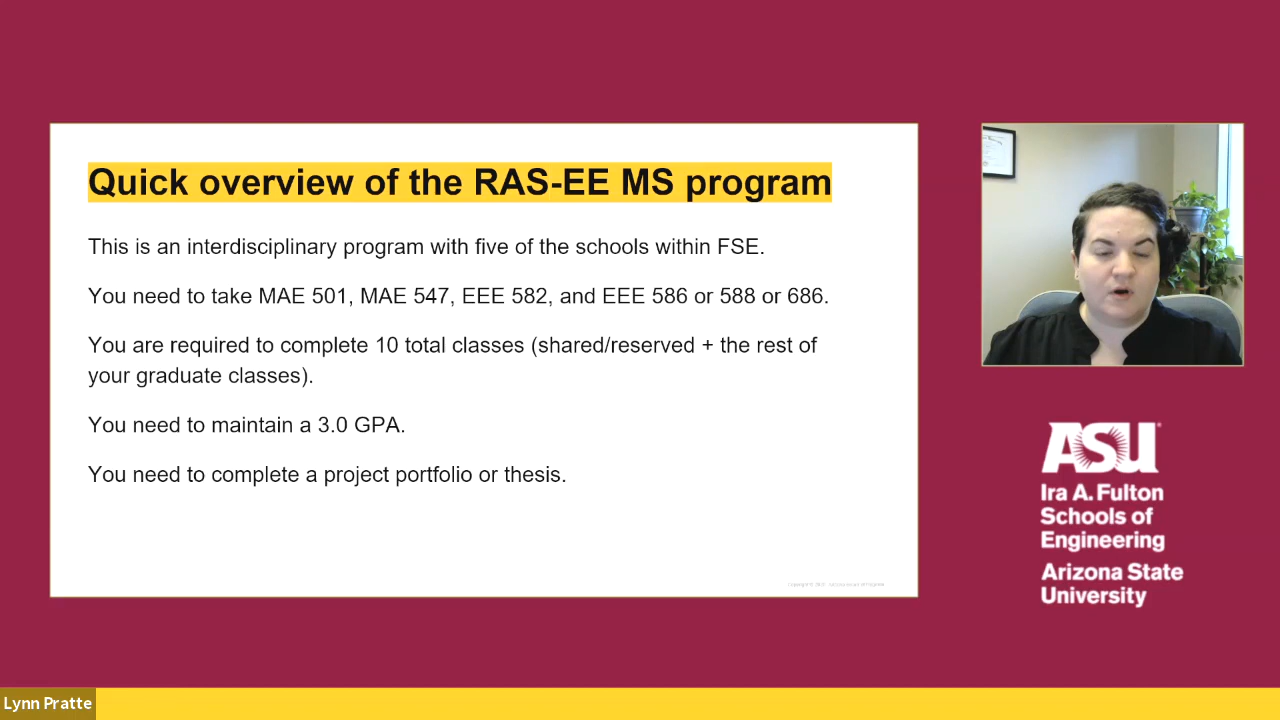 Quick overview of the RAS-EE MS program
This is an interdisciplinary program with five of the schools within FSE.
You need to take MAE 501, MAE 547, EEE 582, and EEE 586 or 588 or 686.
You are required to complete 10 total classes (shared/reserved + the rest of
your graduate classes).
You need to maintain a 3.0 GPA.
You need to complete a project portfolio or thesis.
ASU
Ira A. Fulton
Schools of
Engineering
Arizona State
University
Lynn Pratte